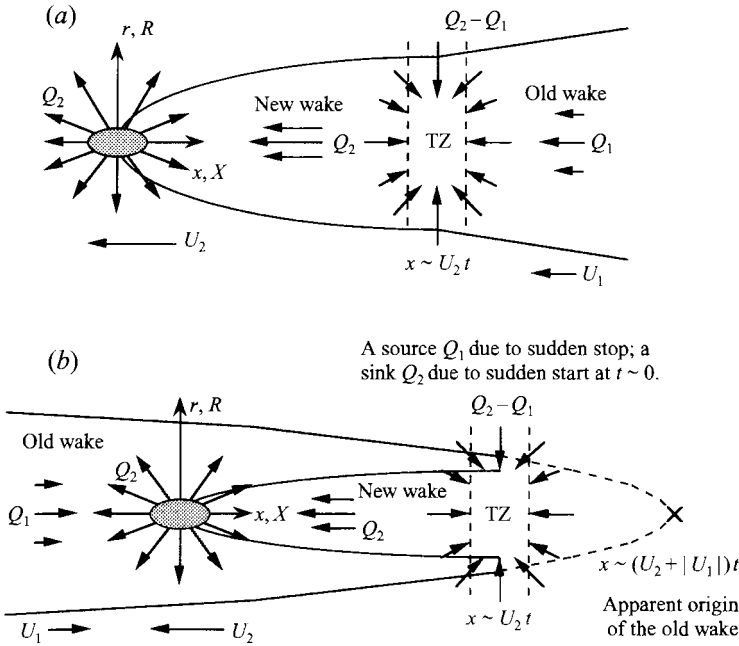 (a)
r, R
Q₂ – Q₁
Q₂
New wake
Old wake
Q₂
TZ
Q₁
x, X
U₂
x ~ U₂ t
U₁
(b)
A source Q₁ due to sudden stop; a
sink Q₂ due to sudden start at t ~ 0.
r, R
Q₂ – Q₁
Old wake
Q₂
New wake
Q₁
x, X
Q₂
TZ
x ~ (U₂ + | U₁ |) t
U₁
U₂
x ~ U₂ t
Apparent origin
of the old wake